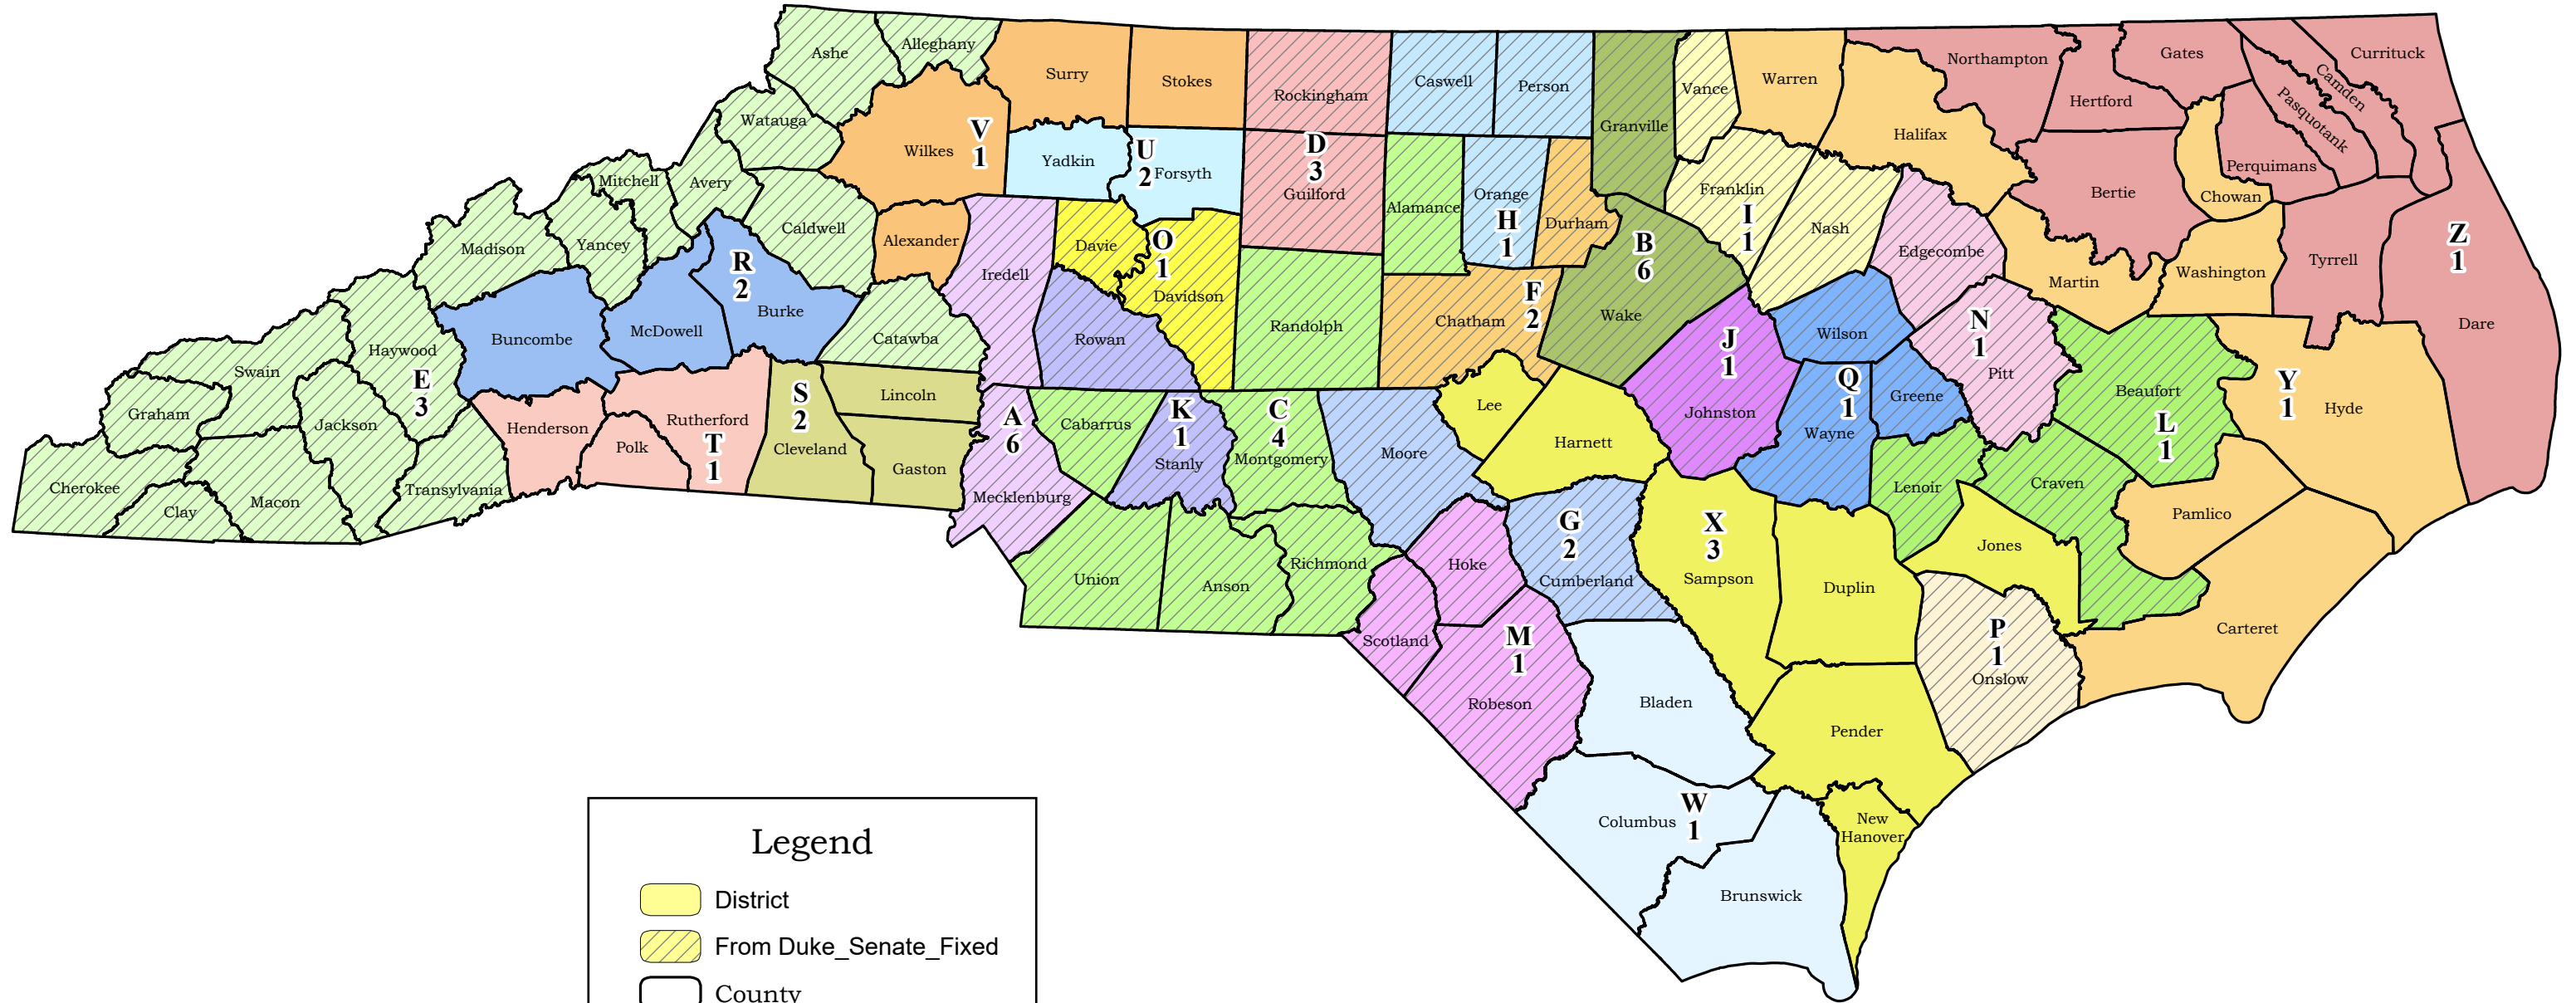 Ashe
Alleghany
Surry
Stokes
Rockingham
Caswell
Person
Granville
Vance
Warren
Northampton
Gates
Currituck
Camden
Pasquotank
Hertford
Halifax
Watauga
Wilkes
V
1
Yadkin
U
2
Forsyth
D
3
Guilford
Alamance
Orange
H
1
Durham
Franklin
I
1
Nash
Edgecombe
Bertie
Perquimans
Chowan
Mitchell
Avery
Caldwell
Alexander
Iredell
Davie
O
1
Davidson
Randolph
Chatham
F
2
B
6
Wake
Martin
Washington
Tyrrell
Z
1
Dare
Madison
Yancey
R
2
Burke
McDowell
Buncombe
Catawba
Rowan
J
1
Johnston
Wilson
N
1
Pitt
Beaufort
L
1
Y
1
Hyde
Haywood
E
3
Swain
Graham
Jackson
Henderson
Polk
Rutherford
T
1
S
2
Cleveland
Lincoln
Gaston
A
6
Mecklenburg
Cabarrus
K
1
Stanly
C
4
Montgomery
Moore
Lee
Harnett
Q
1
Wayne
Greene
Lenoir
Craven
Pamlico
Cherokee
Clay
Macon
Transylvania
Union
Anson
Richmond
Hoke
Scotland
G
2
Cumberland
X
3
Sampson
Duplin
Jones
P
1
Onslow
Carteret
M
1
Robeson
Bladen
Pender
Columbus
W
1
New
Hanover
Brunswick
Legend
District
From Duke_Senate_Fixed
County